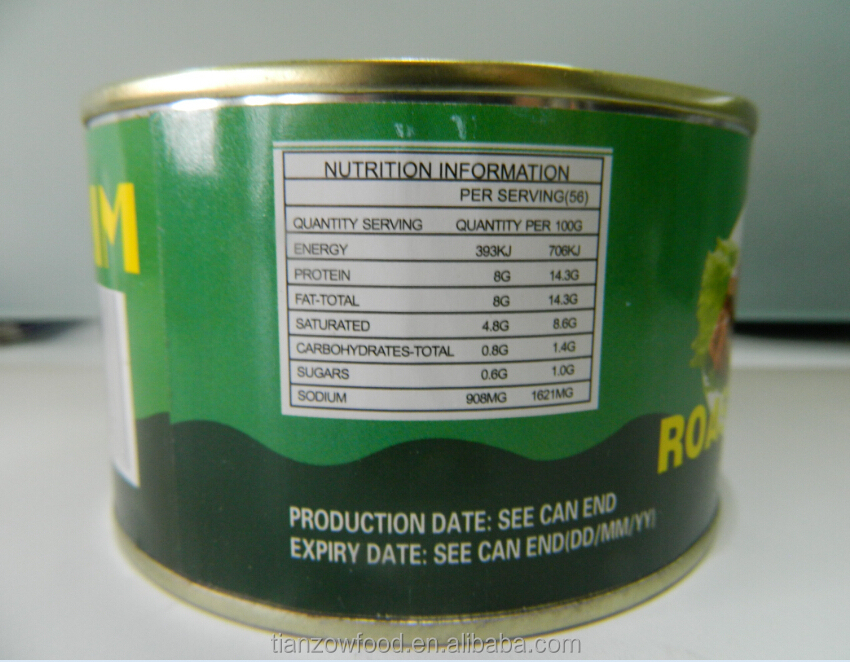 IM
NUTRITION INFORMATION
PER SERVING(56)
QUANTITY SERVING QUANTITY PER 100G
ENERGY 393KJ 706KJ
PROTEIN 8G 14.3G
FAT-TOTAL 8G 14.3G
SATURATED 4.8G 8.6G
CARBOHYDRATES-TOTAL 0.8G 1.4G
SUGARS 0.6G 1.0G
SODIUM 908MG 1621MG
ROAS
PRODUCTION DATE: SEE CAN END
EXPIRY DATE: SEE CAN END(DD/MM/YY)
tianzowfood.en.alibaba.com